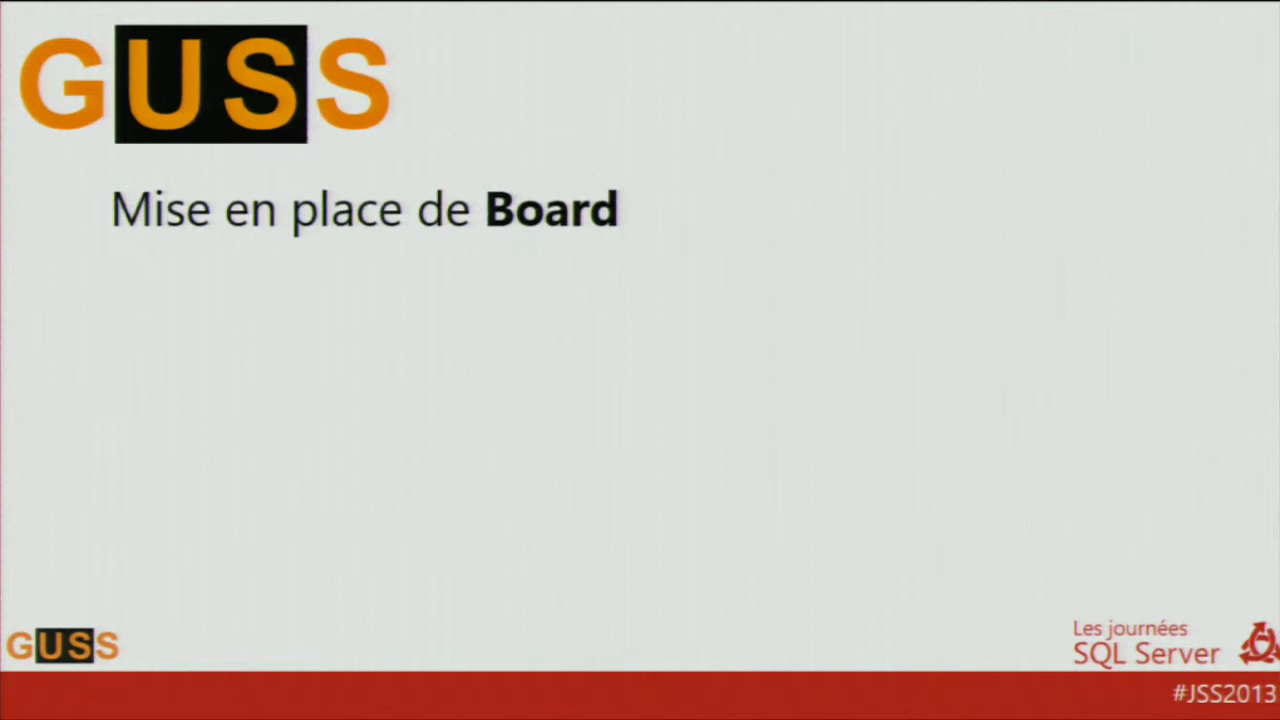 GUSS
Mise en place de Board
GUSS
Les journées
SQL Server
#JSS2013